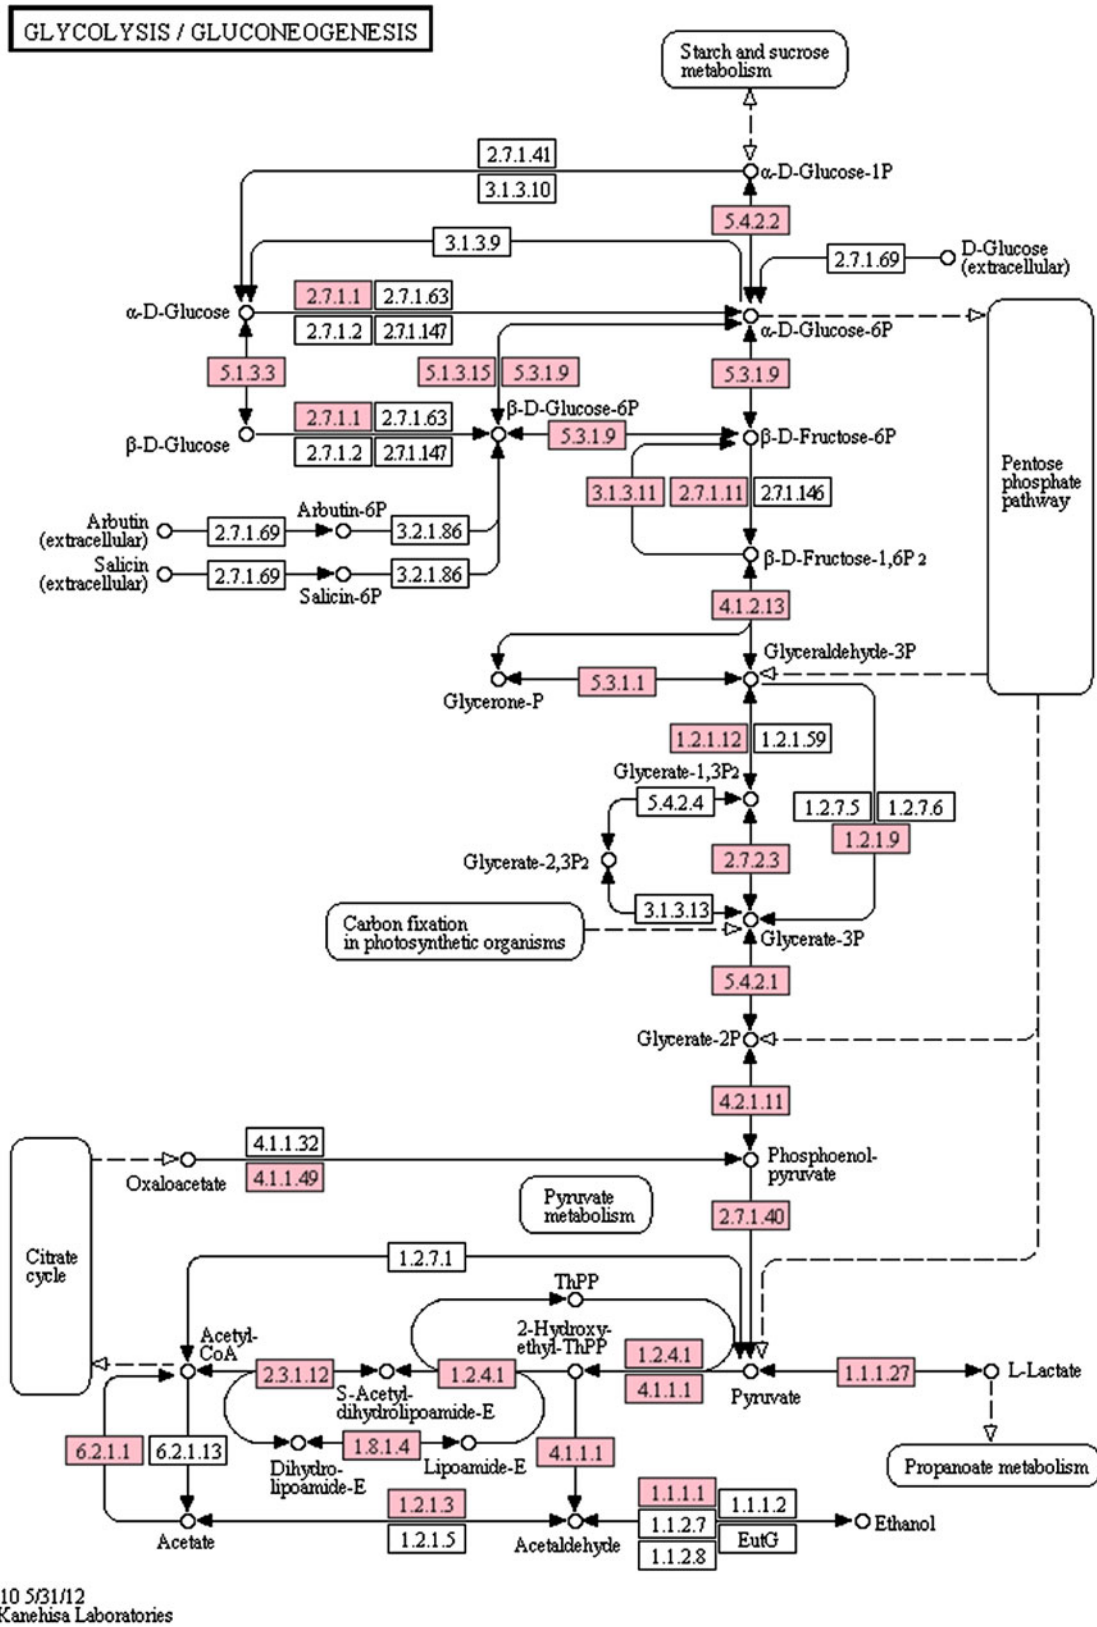 GLYCOLYSIS / GLUCONEOGENESIS
Starch and sucrose
metabolism
2.7.1.41
α-D-Glucose-1P
3.1.3.10
5.4.2.2
3.1.3.9
2.7.1.69
D-Glucose
(extracellular)
2.7.1.1
2.7.1.63
α-D-Glucose
2.7.1.2
2.7.1.147
α-D-Glucose-6P
5.1.3.3
5.1.3.15
5.3.1.9
5.3.1.9
2.7.1.1
2.7.1.63
β-D-Glucose-6P
β-D-Glucose
2.7.1.2
2.7.1.147
5.3.1.9
β-D-Fructose-6P
Pentose
phosphate
pathway
3.1.3.11
2.7.1.11
2.7.1.146
Arbutin
(extracellular)
2.7.1.69
Arbutin-6P
3.2.1.86
Salicin
(extracellular)
2.7.1.69
Salicin-6P
3.2.1.86
β-D-Fructose-1,6P2
4.1.2.13
Glyceraldehyde-3P
5.3.1.1
Glycerone-P
1.2.1.12
1.2.1.59
Glycerate-1,3P2
5.4.2.4
1.2.7.5
1.2.7.6
1.2.1.9
Glycerate-2,3P2
2.7.2.3
3.1.3.13
Carbon fixation
in photosynthetic organisms
Glycerate-3P
5.4.2.1
Glycerate-2P
4.2.1.11
4.1.1.32
Oxaloacetate
4.1.1.49
Phosphoenol-
pyruvate
Pyruvate
metabolism
2.7.1.40
Citrate
cycle
1.2.7.1
ThPP
Acetyl-
CoA
2-Hydroxy-
ethyl-ThPP
1.2.4.1
2.3.1.12
1.2.4.1
4.1.1.1
Pyruvate
1.1.1.27
L-Lactate
S-Acetyl-
dihydrolipoamide-E
6.2.1.1
6.2.1.13
1.8.1.4
4.1.1.1
Dihydro-
lipoamide-E
Lipoamide-E
Propanoate metabolism
1.2.1.3
1.1.1.1
1.1.1.2
Acetate
1.2.1.5
Acetaldehyde
1.1.2.7
EutG
Ethanol
1.1.2.8
10 5/31/12
Kanehisa Laboratories